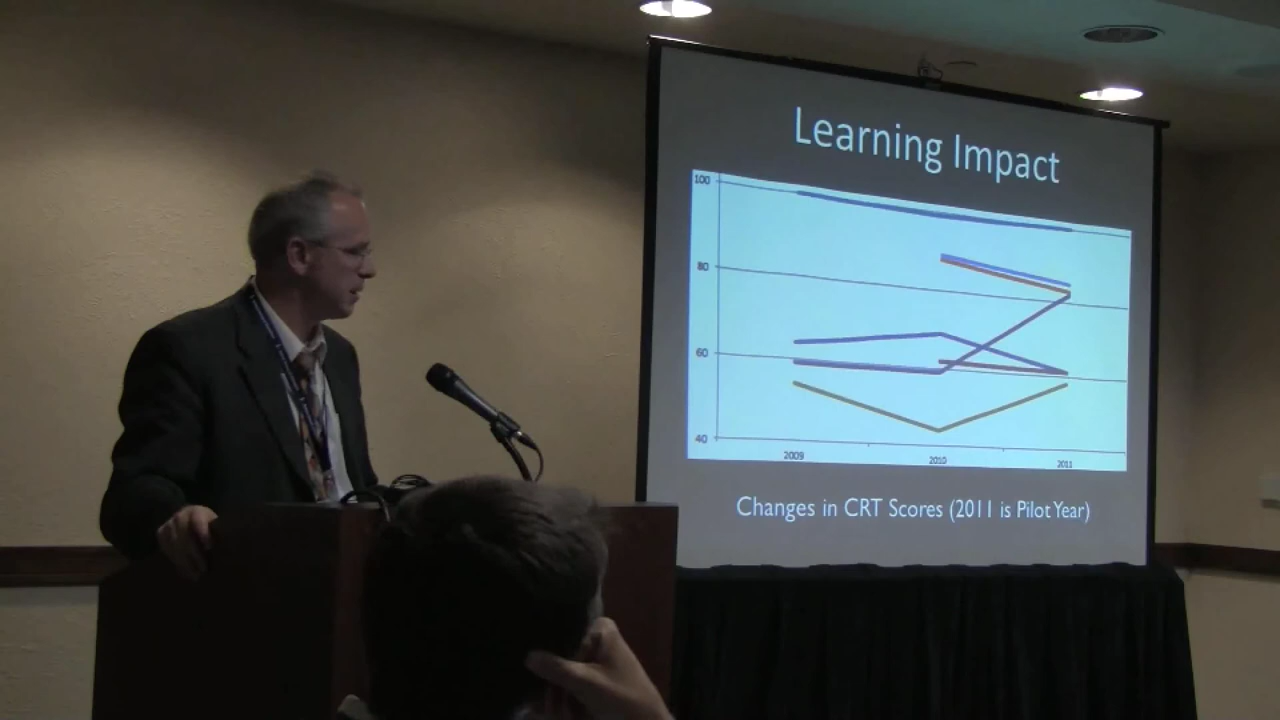 Learning Impact
100
80
60
40
2009 2010 2011
Changes in CRT Scores (2011 is Pilot Year)